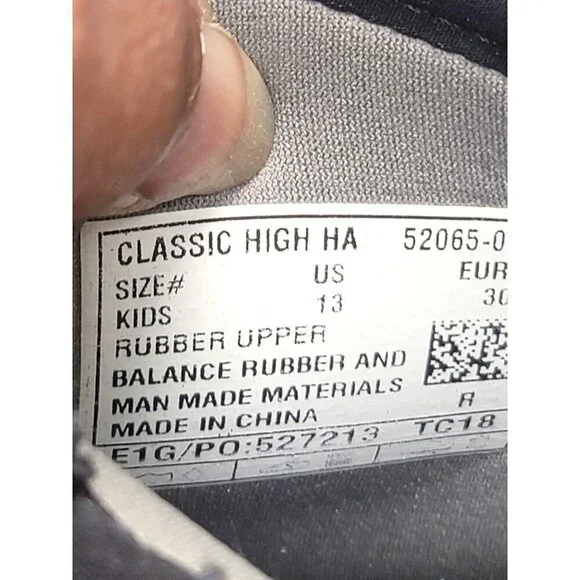 CLASSIC HIGH HA 52065-0
SIZE# US EUR
KIDS 13 30
RUBBER UPPER
BALANCE RUBBER AND
MAN MADE MATERIALS
MADE IN CHINA R
E1G/PO:527213 TC18